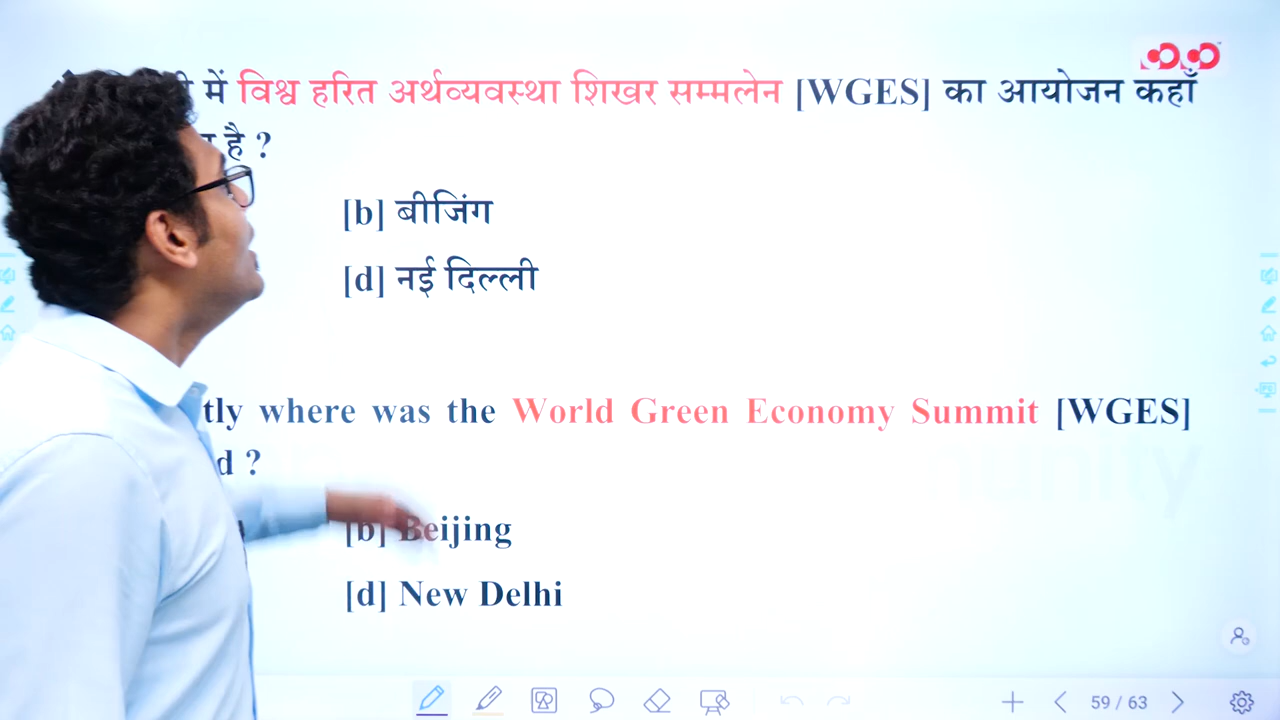 में विश्व हरित अर्थव्यवस्था शिखर सम्मलेन [WGES] का आयोजन कहाँ
है ?
[b] बीजिंग
[d] नई दिल्ली
tly where was the World Green Economy Summit [WGES]
d ?
[b] Beijing
[d] New Delhi
59 / 63